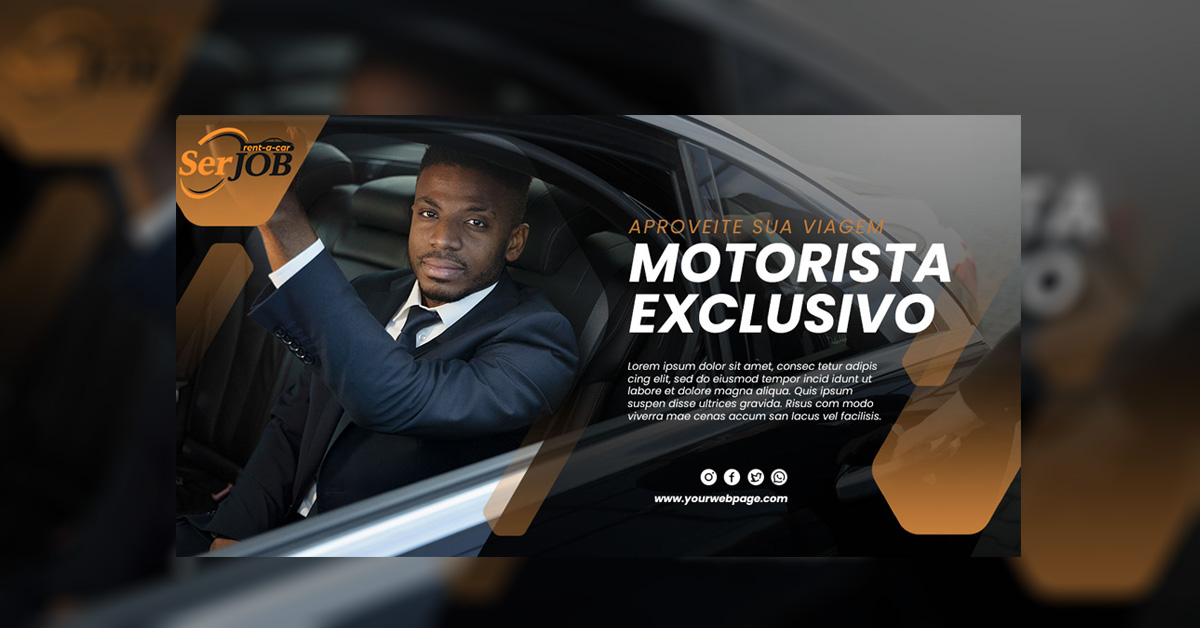 rent-a-car
SerJOB
APROVEITE SUA VIAGEM
MOTORISTA
EXCLUSIVO
Lorem ipsum dolor sit amet, consec tetur adipis
cing elit, sed do eiusmod tempor incid idunt ut
labore et dolore magna aliqua. Quis ipsum
suspen disse ultrices gravida. Risus com modo
viverra mae cenas accum san lacus vel facilisis.
www.yourwebpage.com
TA
O